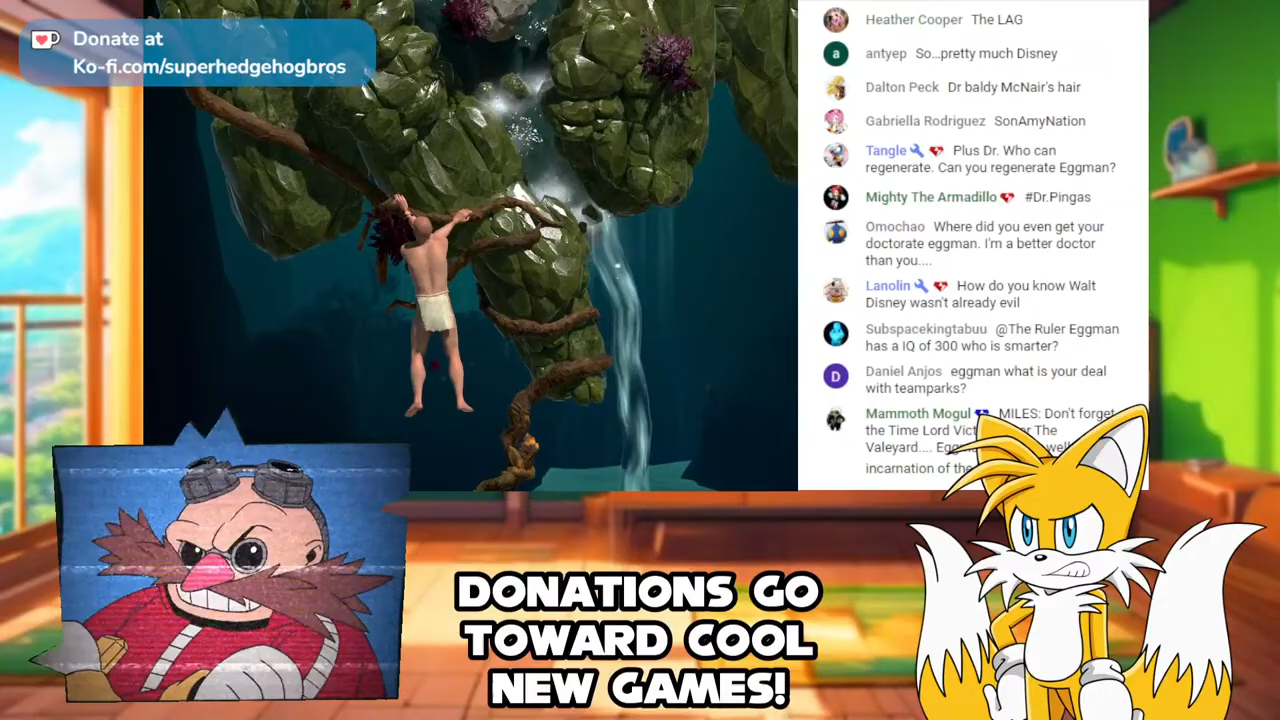 Donate at
Ko-fi.com/superhedgehogbros
Heather Cooper The LAG
a antyep So...pretty much Disney
Dalton Peck Dr baldy McNair's hair
Gabriella Rodriguez SonAmyNation
Tangle Plus Dr. Who can
regenerate. Can you regenerate Eggman?
Mighty The Armadillo #Dr.Pingas
Omochao Where did you even get your
doctorate eggman. I'm a better doctor
than you....
Lanolin How do you know Walt
Disney wasn't already evil
Subspacekingtabuu @The Ruler Eggman
has a IQ of 300 who is smarter?
D Daniel Anjos eggman what is your deal
with teamparks?
Mammoth Mogul MILES: Don't forget
the Time Lord The
Valeyard....
incarnation of the
DONATIONS GO
TOWARD COOL
NEW GAMES!